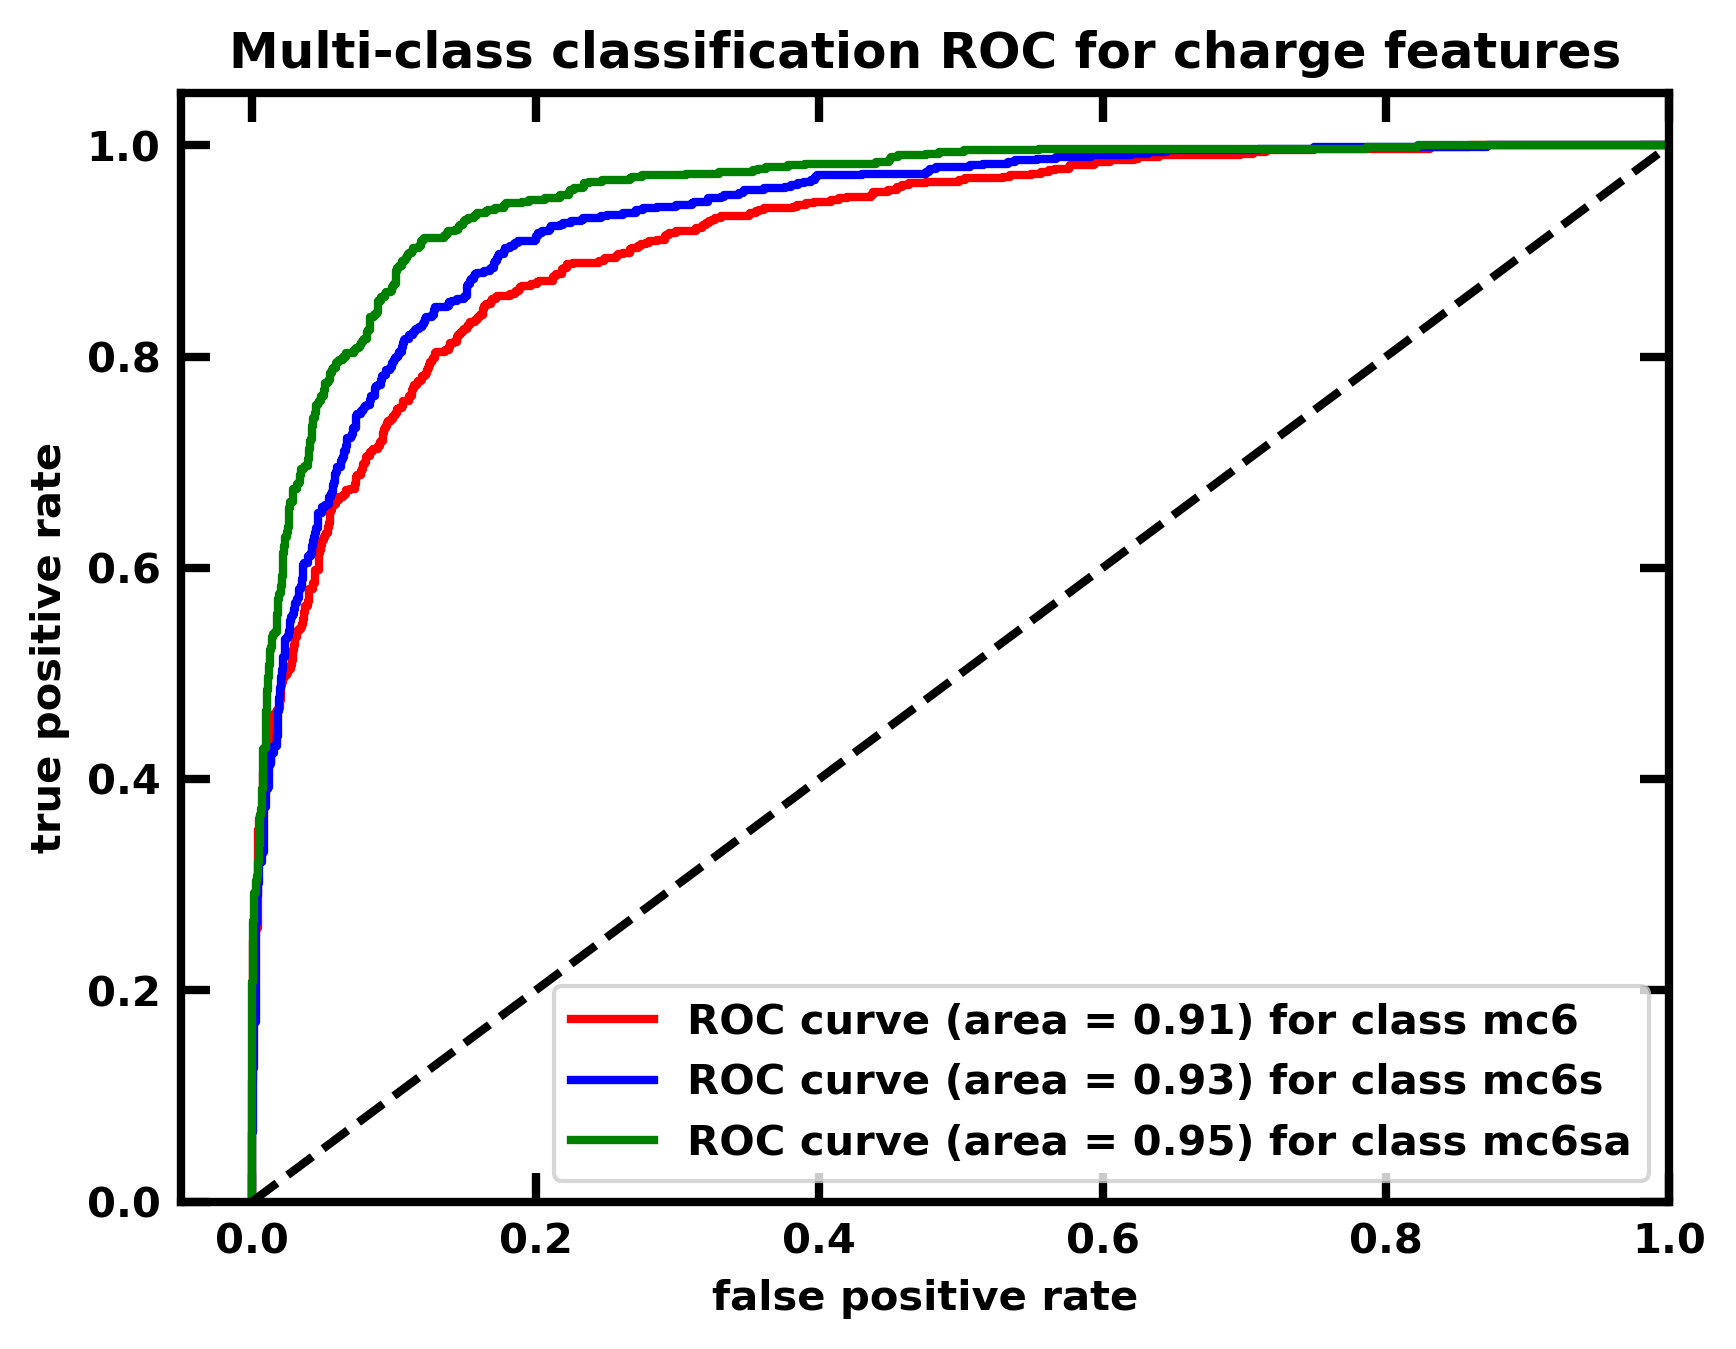 Multi-class classification ROC for charge features
1.0
0.8
0.6
0.4
0.2
0.0
true positive rate
ROC curve (area = 0.91) for class mc6
ROC curve (area = 0.93) for class mc6s
ROC curve (area = 0.95) for class mc6sa
0.0 0.2 0.4 0.6 0.8 1.0
false positive rate